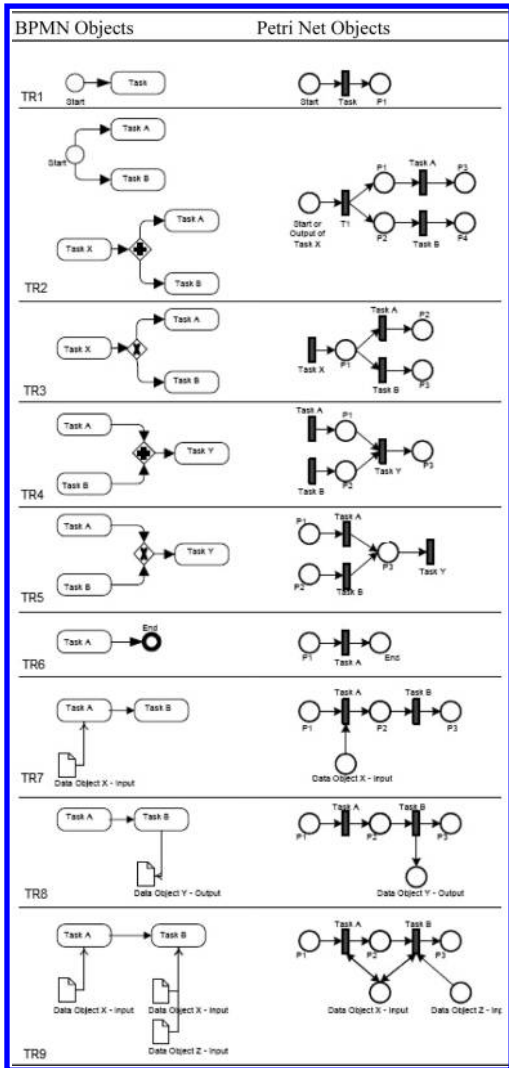 BPMN Objects Petri Net Objects
Task
Start
Start Task P1
TR1
Task A
Start
Task B
Task A
Task X
Task B
P1 Task A P3
Start or
Output of
Task X
T1
P2 Task B P4
TR2
Task A
Task X
Task B
Task A P2
Task X P1
Task B P3
TR3
Task A
Task Y
Task B
Task A P1
Task Y P3
Task B P2
TR4
Task A
Task Y
Task B
P1 Task A
P3 Task Y
P2 Task B
TR5
End
Task A
P1 Task A End
TR6
Task A Task B
Data Object X - Input
Task A Task B
P1 P2 P3
Data Object X - Input
TR7
Task A Task B
Data Object Y - Output
Task A Task B
P1 P2 P3
Data Object Y - Output
TR8
Task A Task B
Data Object X - Input Data Object X - Input
Data Object Z - Input
Task A Task B
P1 P2 P3
Data Object X - Input Data Object Z - Inp
TR9